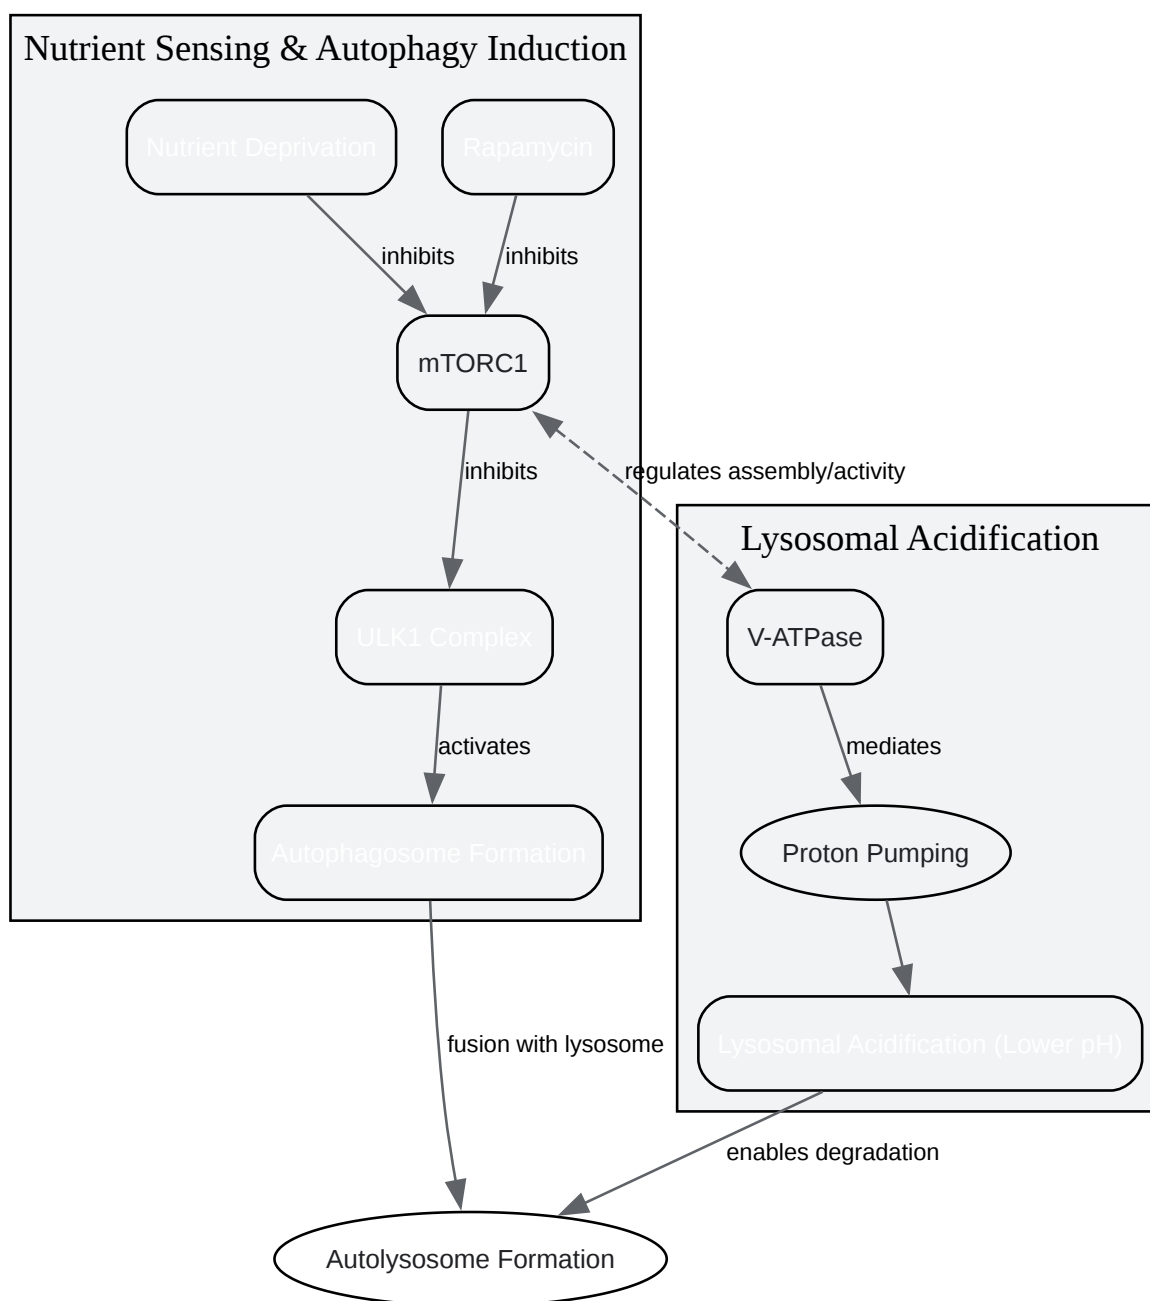 Nutrient Sensing & Autophagy Induction
Nutrient Deprivation
Rapamycin
inhibits
inhibits
mTORC1
inhibits
regulates assembly/activity
Lysosomal Acidification
ULK1 Complex
V-ATPase
activates
mediates
Autophagosome Formation
Proton Pumping
fusion with lysosome
Lysosomal Acidification (Lower pH)
enables degradation
Autolysosome Formation